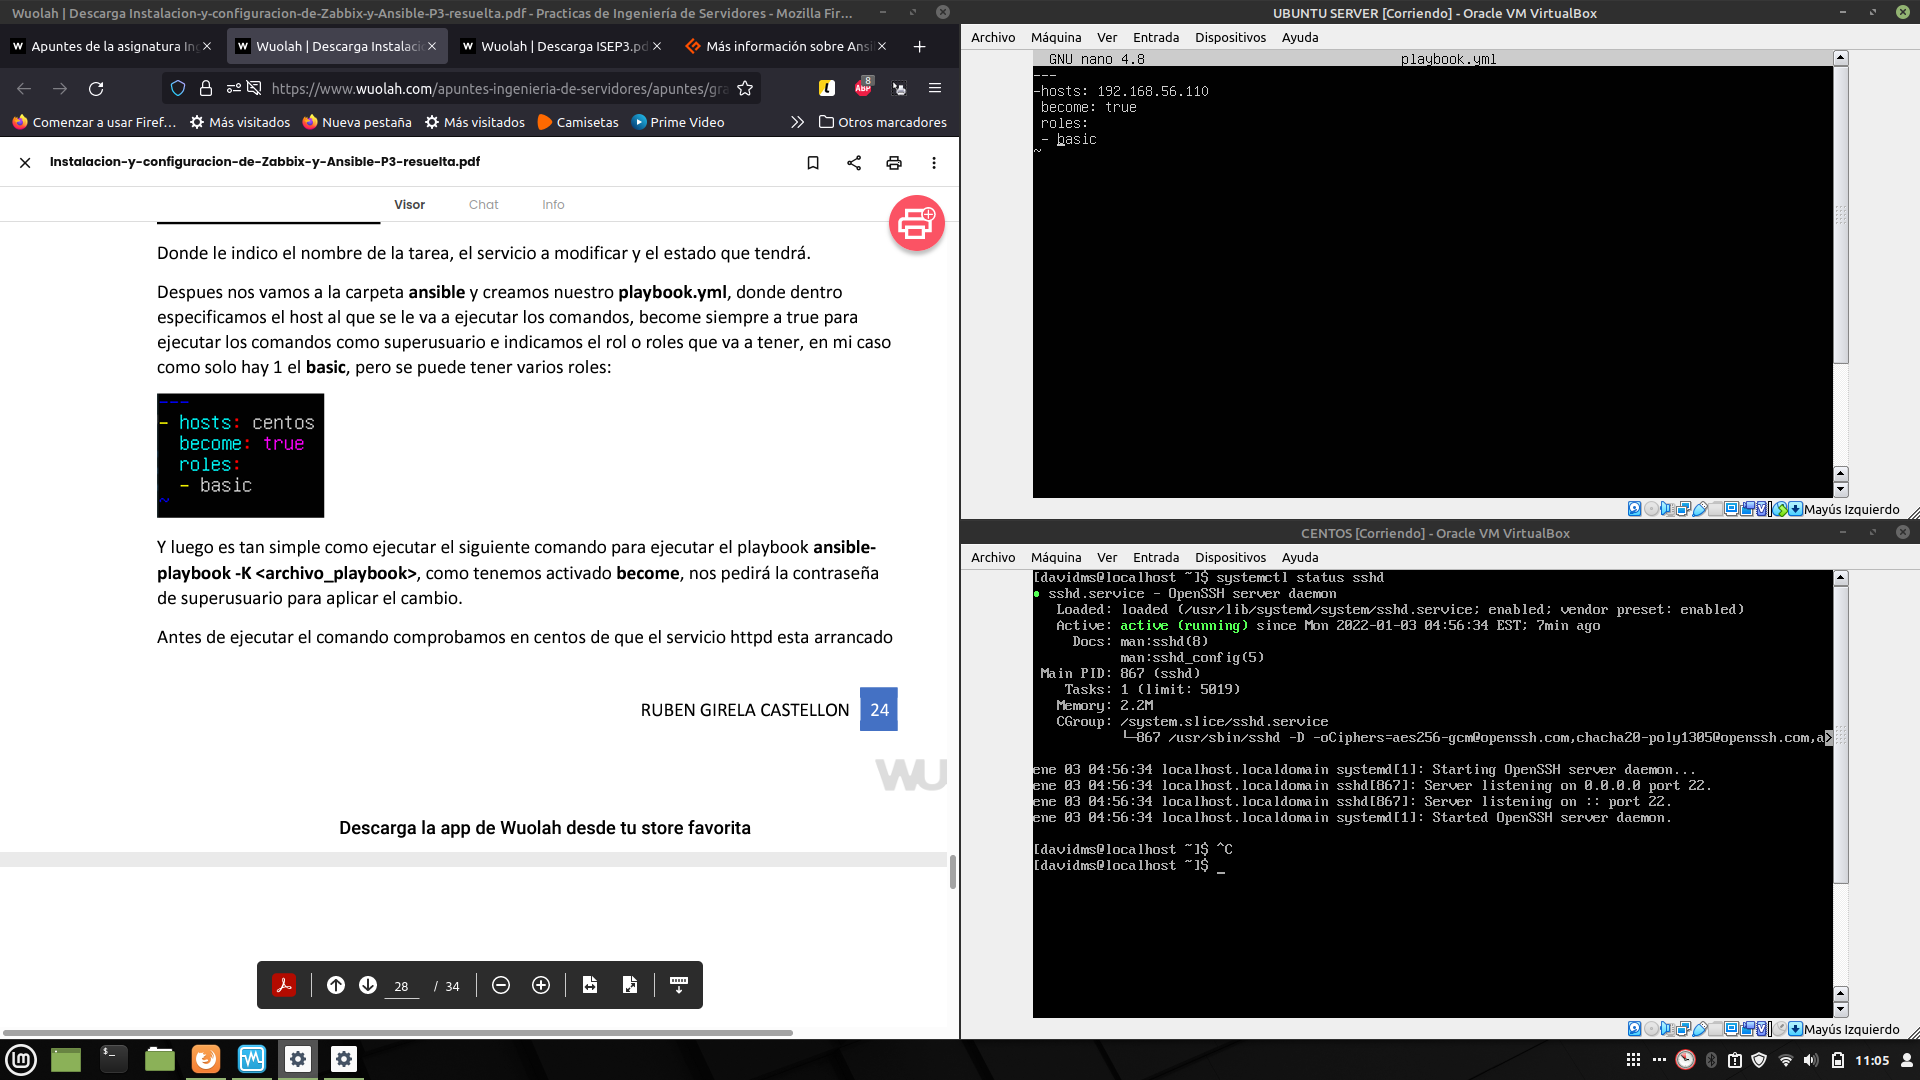 Wuolah | Descarga Instalacion-y-configuracion-de-Zabbix-y-Ansible-P3-resuelta.pdf - Practicas de Ingeniería de Servidores - Mozilla Fir...
W Apuntes de la asignatura In
W Wuolah | Descarga Instalaci
W Wuolah | Descarga ISEP3.pd
Más información sobre Ansi
https://www.wuolah.com/apuntes-ingenieria-de-servidores/apuntes/gra
ABP
8
Comenzar a usar Firef...
Más visitados
Nueva pestaña
Más visitados
Camisetas
Prime Video
Otros marcadores
Instalacion-y-configuracion-de-Zabbix-y-Ansible-P3-resuelta.pdf
Visor
Chat
Info
Donde le indico el nombre de la tarea, el servicio a modificar y el estado que tendrá.
Despues nos vamos a la carpeta ansible y creamos nuestro playbook.yml, donde dentro
especificamos el host al que se le va a ejecutar los comandos, become siempre a true para
ejecutar los comandos como superusuario e indicamos el rol o roles que va a tener, en mi caso
como solo hay 1 el basic, pero se puede tener varios roles:
---
- hosts: centos
become: true
roles:
- basic
~
Y luego es tan simple como ejecutar el siguiente comando para ejecutar el playbook ansible-
playbook -K <archivo_playbook>, como tenemos activado become, nos pedirá la contraseña
de superusuario para aplicar el cambio.
Antes de ejecutar el comando comprobamos en centos de que el servicio httpd esta arrancado
RUBEN GIRELA CASTELLON 24
WU
Descarga la app de Wuolah desde tu store favorita
28 / 34
UBUNTU SERVER [Corriendo] - Oracle VM VirtualBox
Archivo Máquina Ver Entrada Dispositivos Ayuda
GNU nano 4.8 playbook.yml
---
-hosts: 192.168.56.110
become: true
roles:
- basic
~
Mayús Izquierdo
CENTOS [Corriendo] - Oracle VM VirtualBox
Archivo Máquina Ver Entrada Dispositivos Ayuda
[davidms@localhost ~]$ systemctl status sshd
● sshd.service - OpenSSH server daemon
Loaded: loaded (/usr/lib/systemd/system/sshd.service; enabled; vendor preset: enabled)
Active: active (running) since Mon 2022-01-03 04:56:34 EST; 7min ago
Docs: man:sshd(8)
man:sshd_config(5)
Main PID: 867 (sshd)
Tasks: 1 (limit: 5019)
Memory: 2.2M
CGroup: /system.slice/sshd.service
└─867 /usr/sbin/sshd -D -oCiphers=aes256-gcm@openssh.com,chacha20-poly1305@openssh.com,a>
ene 03 04:56:34 localhost.localdomain systemd[1]: Starting OpenSSH server daemon...
ene 03 04:56:34 localhost.localdomain sshd[867]: Server listening on 0.0.0.0 port 22.
ene 03 04:56:34 localhost.localdomain sshd[867]: Server listening on :: port 22.
ene 03 04:56:34 localhost.localdomain systemd[1]: Started OpenSSH server daemon.
[davidms@localhost ~]$ ^C
[davidms@localhost ~]$ _
Mayús Izquierdo
11:05